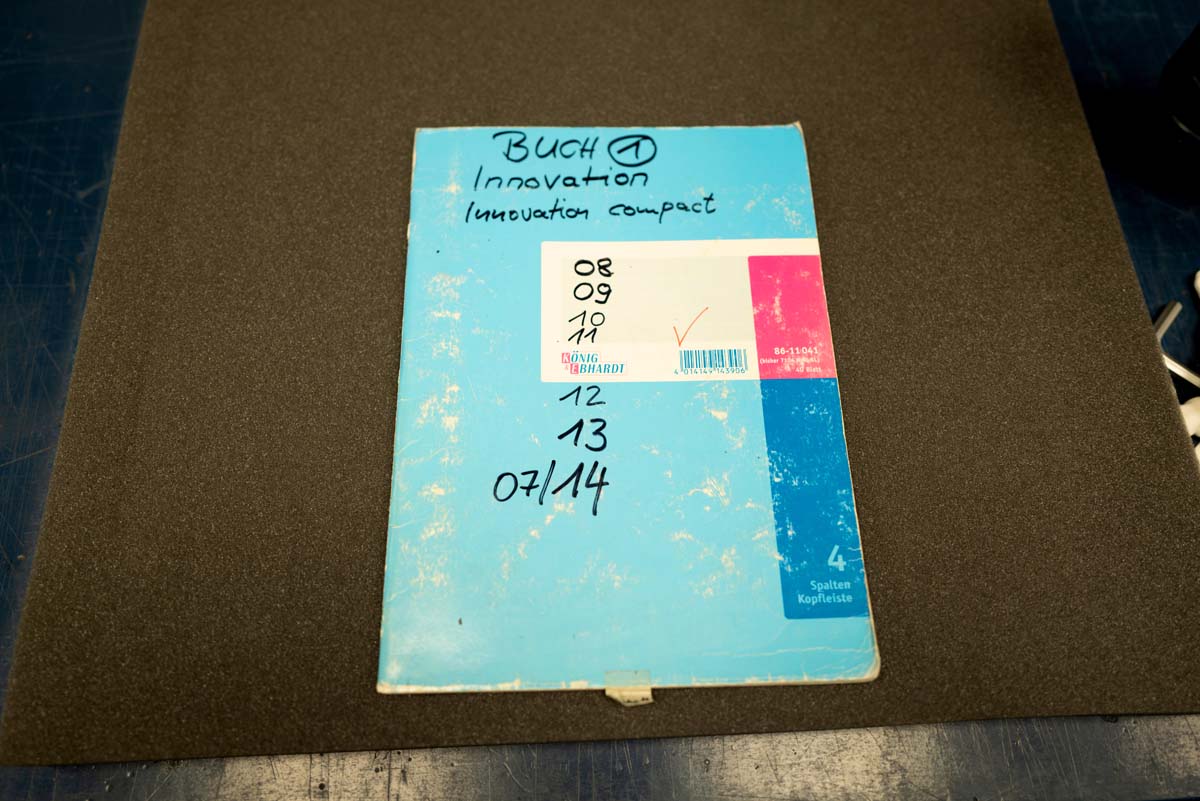 BUCH 1
Innovation
Innovation compact
08
09
10
11
KÖNIG
& EBHARDT
4 014149 143906
86-11041
40 Blatt
12
13
07/14
4
Spalten
Kopfleiste